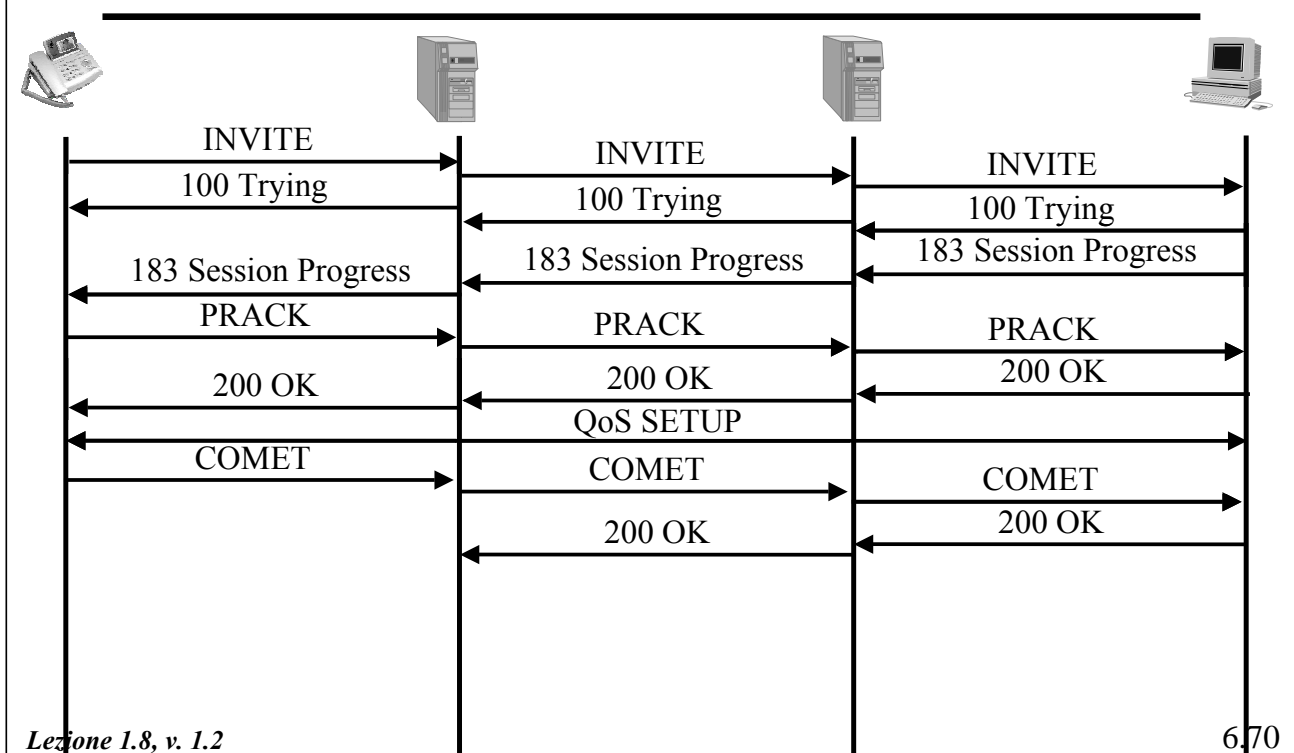 INVITE
INVITE
INVITE
100 Trying
100 Trying
100 Trying
183 Session Progress
183 Session Progress
183 Session Progress
PRACK
PRACK
PRACK
200 OK
200 OK
200 OK
QoS SETUP
COMET
COMET
COMET
200 OK
200 OK
Lezione 1.8, v. 1.2
6.70